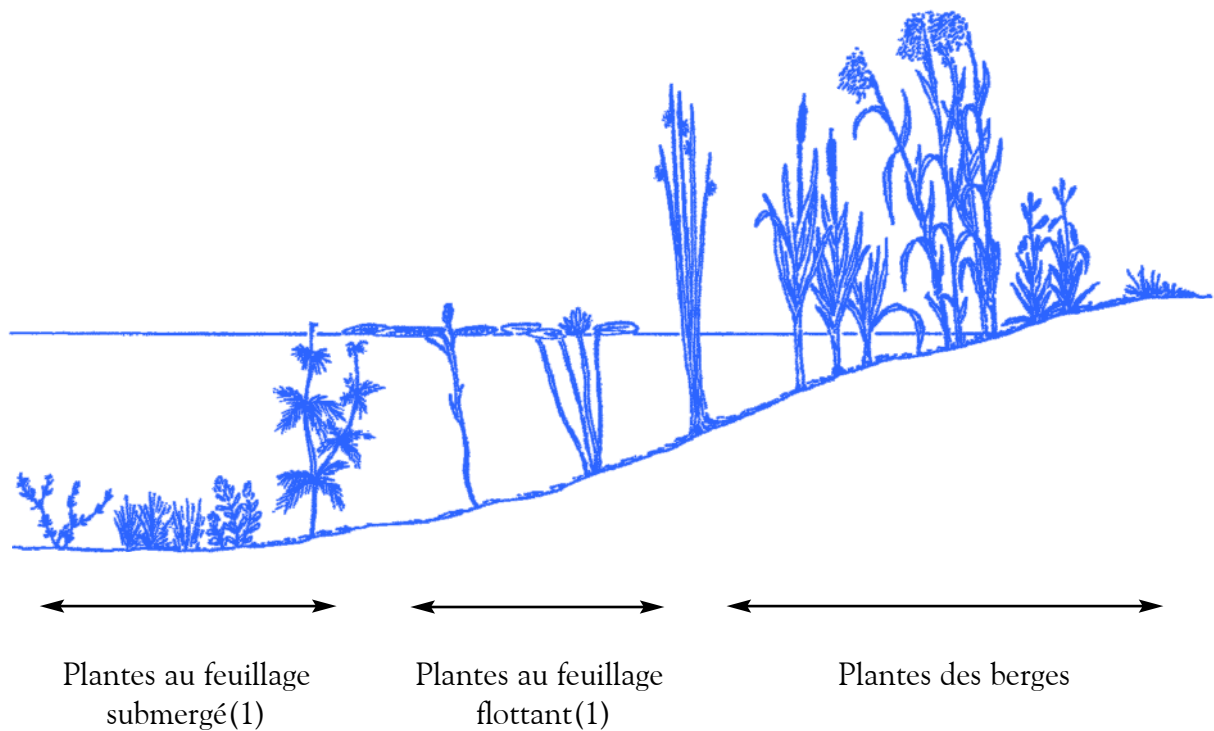 Plantes au feuillage
submergé(1)
Plantes au feuillage
flottant(1)
Plantes des berges